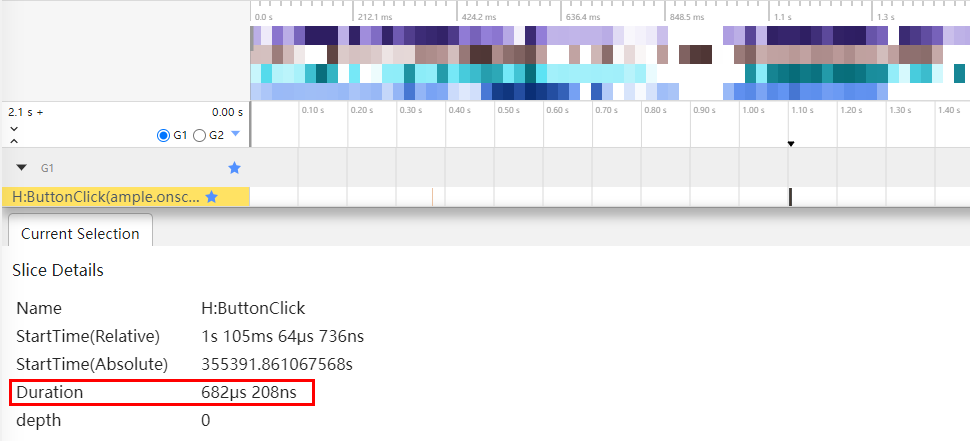 0.0 s 212.1 ms 424.2 ms 636.4 ms 848.5 ms 1.1 s 1.3 s
2.1 s + 0.00 s 0.10 s 0.20 s 0.30 s 0.40 s 0.50 s 0.60 s 0.70 s 0.80 s 0.90 s 1.00 s 1.10 s 1.20 s 1.30 s 1.40 s
G1 G2
G1
H:ButtonClick(ample.onsc...
Current Selection
Slice Details
Name H:ButtonClick
StartTime(Relative) 1s 105ms 64μs 736ns
StartTime(Absolute) 355391.861067568s
Duration 682μs 208ns
depth 0